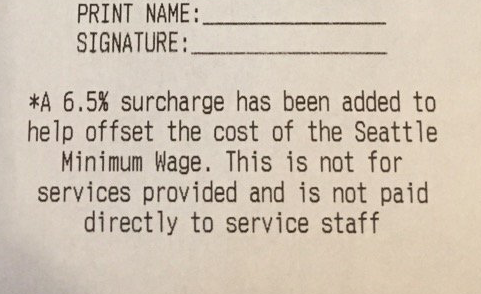 PRINT NAME:_______________
SIGNATURE:________________
*A 6.5% surcharge has been added to
help offset the cost of the Seattle
Minimum Wage. This is not for
services provided and is not paid
directly to service staff